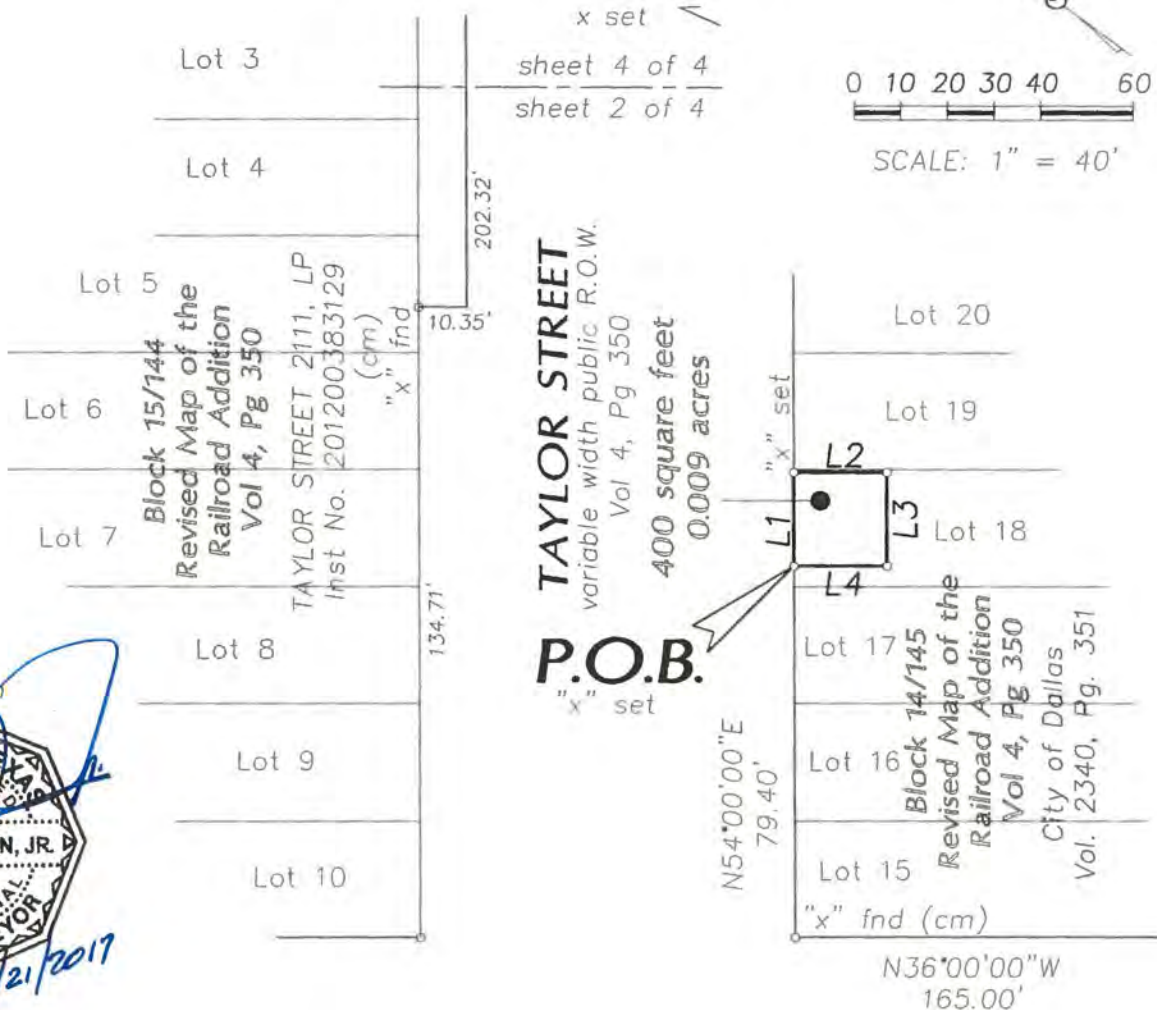 x set
sheet 4 of 4
sheet 2 of 4
0 10 20 30 40 60
SCALE: 1" = 40'
Lot 3
Lot 4
Lot 5
Lot 6
Lot 7
Lot 8
Lot 9
Lot 10
Block 15/144
Revised Map of the
Railroad Addition
Vol 4, Pg 350
TAYLOR STREET 2111, LP
Inst No. 201200383129
(cm)
"x" fnd
202.32'
10.35'
134.71'
TAYLOR STREET
variable width public R.O.W.
Vol 4, Pg 350
400 square feet
0.009 acres
P.O.B.
"x" set
"x" set
L1
L2
L3
L4
Lot 20
Lot 19
Lot 18
Lot 17
Lot 16
Lot 15
Block 14/145
Revised Map of the
Railroad Addition
Vol 4, Pg 350
City of Dallas
Vol. 2340, Pg. 351
N54°00'00"E
79.40'
"x" fnd (cm)
N36°00'00"W
165.00'
N, JR.
21/2017